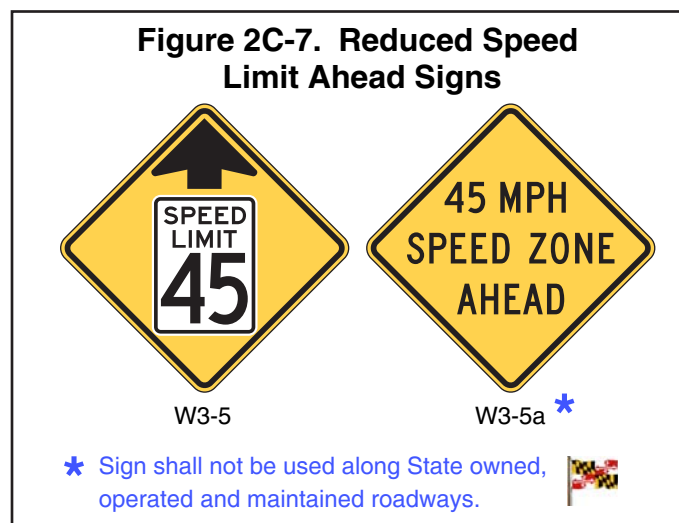 Figure 2C-7. Reduced Speed
Limit Ahead Signs
SPEED
LIMIT
45
45 MPH
SPEED ZONE
AHEAD
W3-5
W3-5a *
* Sign shall not be used along State owned,
operated and maintained roadways.